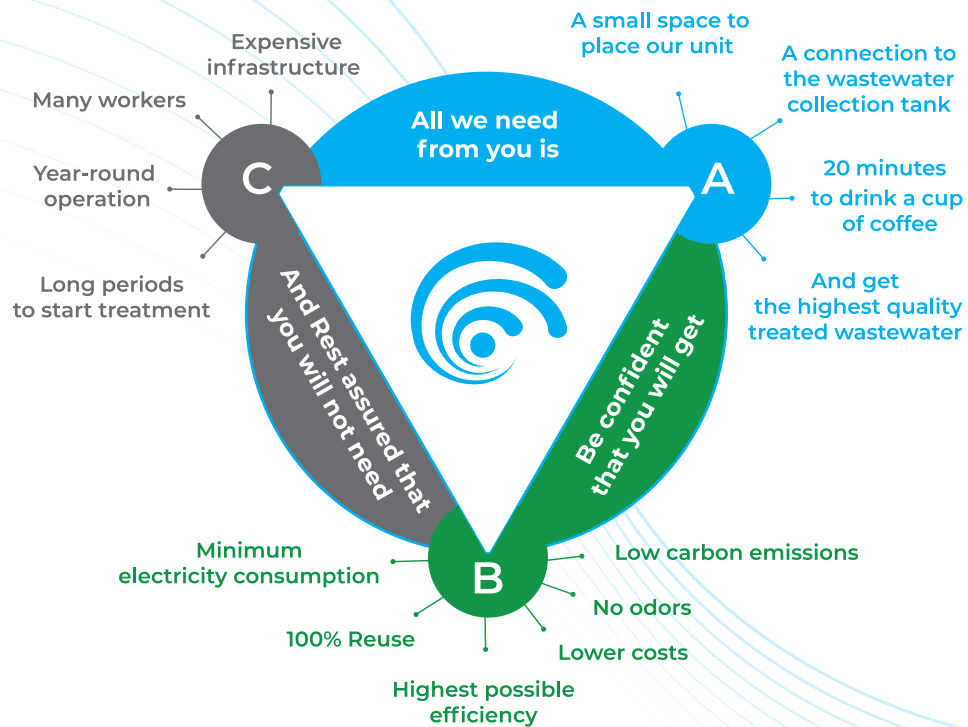 All we need
from you is
A
A small space to
place our unit
A connection to
the wastewater
collection tank
20 minutes
to drink a cup
of coffee
And get
the highest quality
treated wastewater
Be confident
that you will get
B
Low carbon emissions
No odors
Lower costs
Highest possible
efficiency
100% Reuse
Minimum
electricity consumption
And Rest assured that
you will not need
C
Expensive
infrastructure
Many workers
Year-round
operation
Long periods
to start treatment